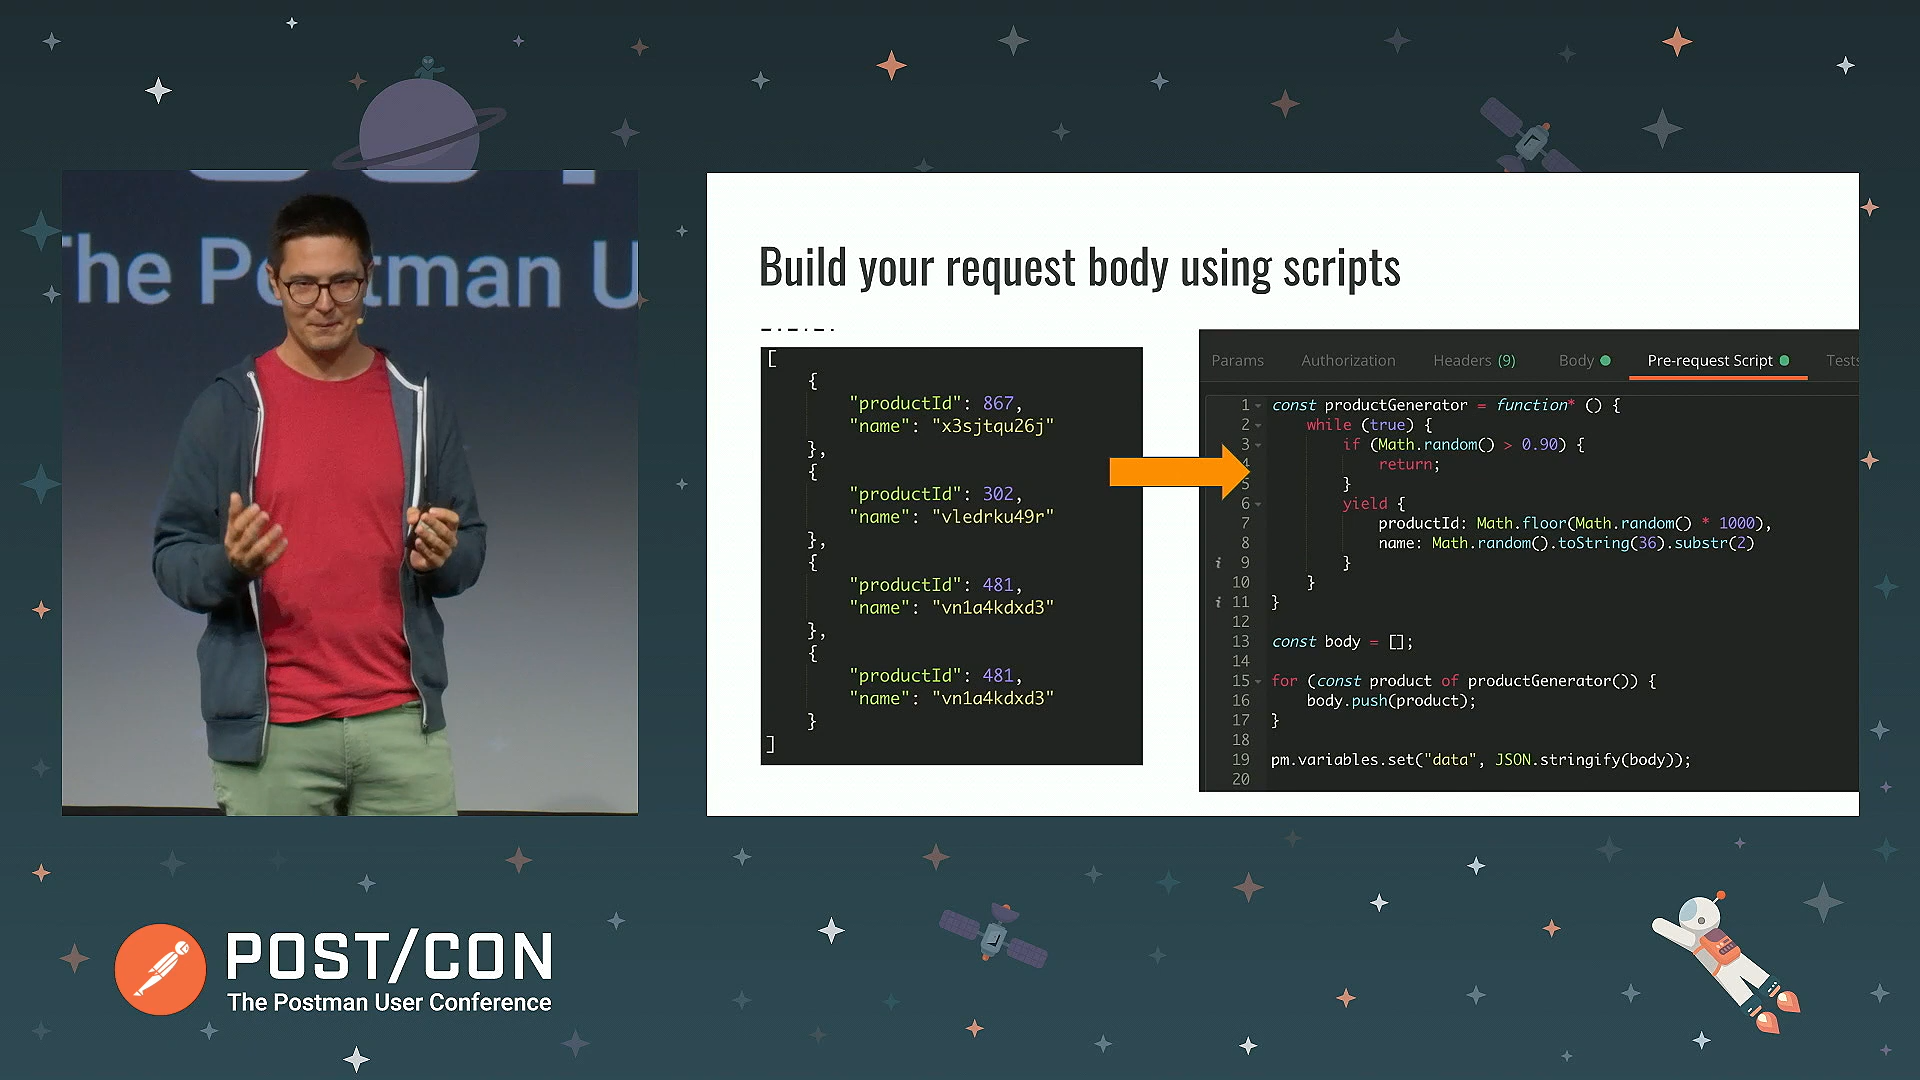 The Postman U
Build your request body using scripts
[
{
"productId": 867,
"name": "x3sjtqu26j"
},
{
"productId": 302,
"name": "vledrku49r"
},
{
"productId": 481,
"name": "vn1a4kdxd3"
},
{
"productId": 481,
"name": "vn1a4kdxd3"
}
]
Params Authorization Headers (9) Body Pre-request Script Tests
1 const productGenerator = function* () {
2 while (true) {
3 if (Math.random() > 0.90) {
4 return;
5 }
6 yield {
7 productId: Math.floor(Math.random() * 1000),
8 name: Math.random().toString(36).substr(2)
i 9 }
10 }
i 11 }
12
13 const body = [];
14
15 for (const product of productGenerator()) {
16 body.push(product);
17 }
18
19 pm.variables.set("data", JSON.stringify(body));
20
POST/CON
The Postman User Conference